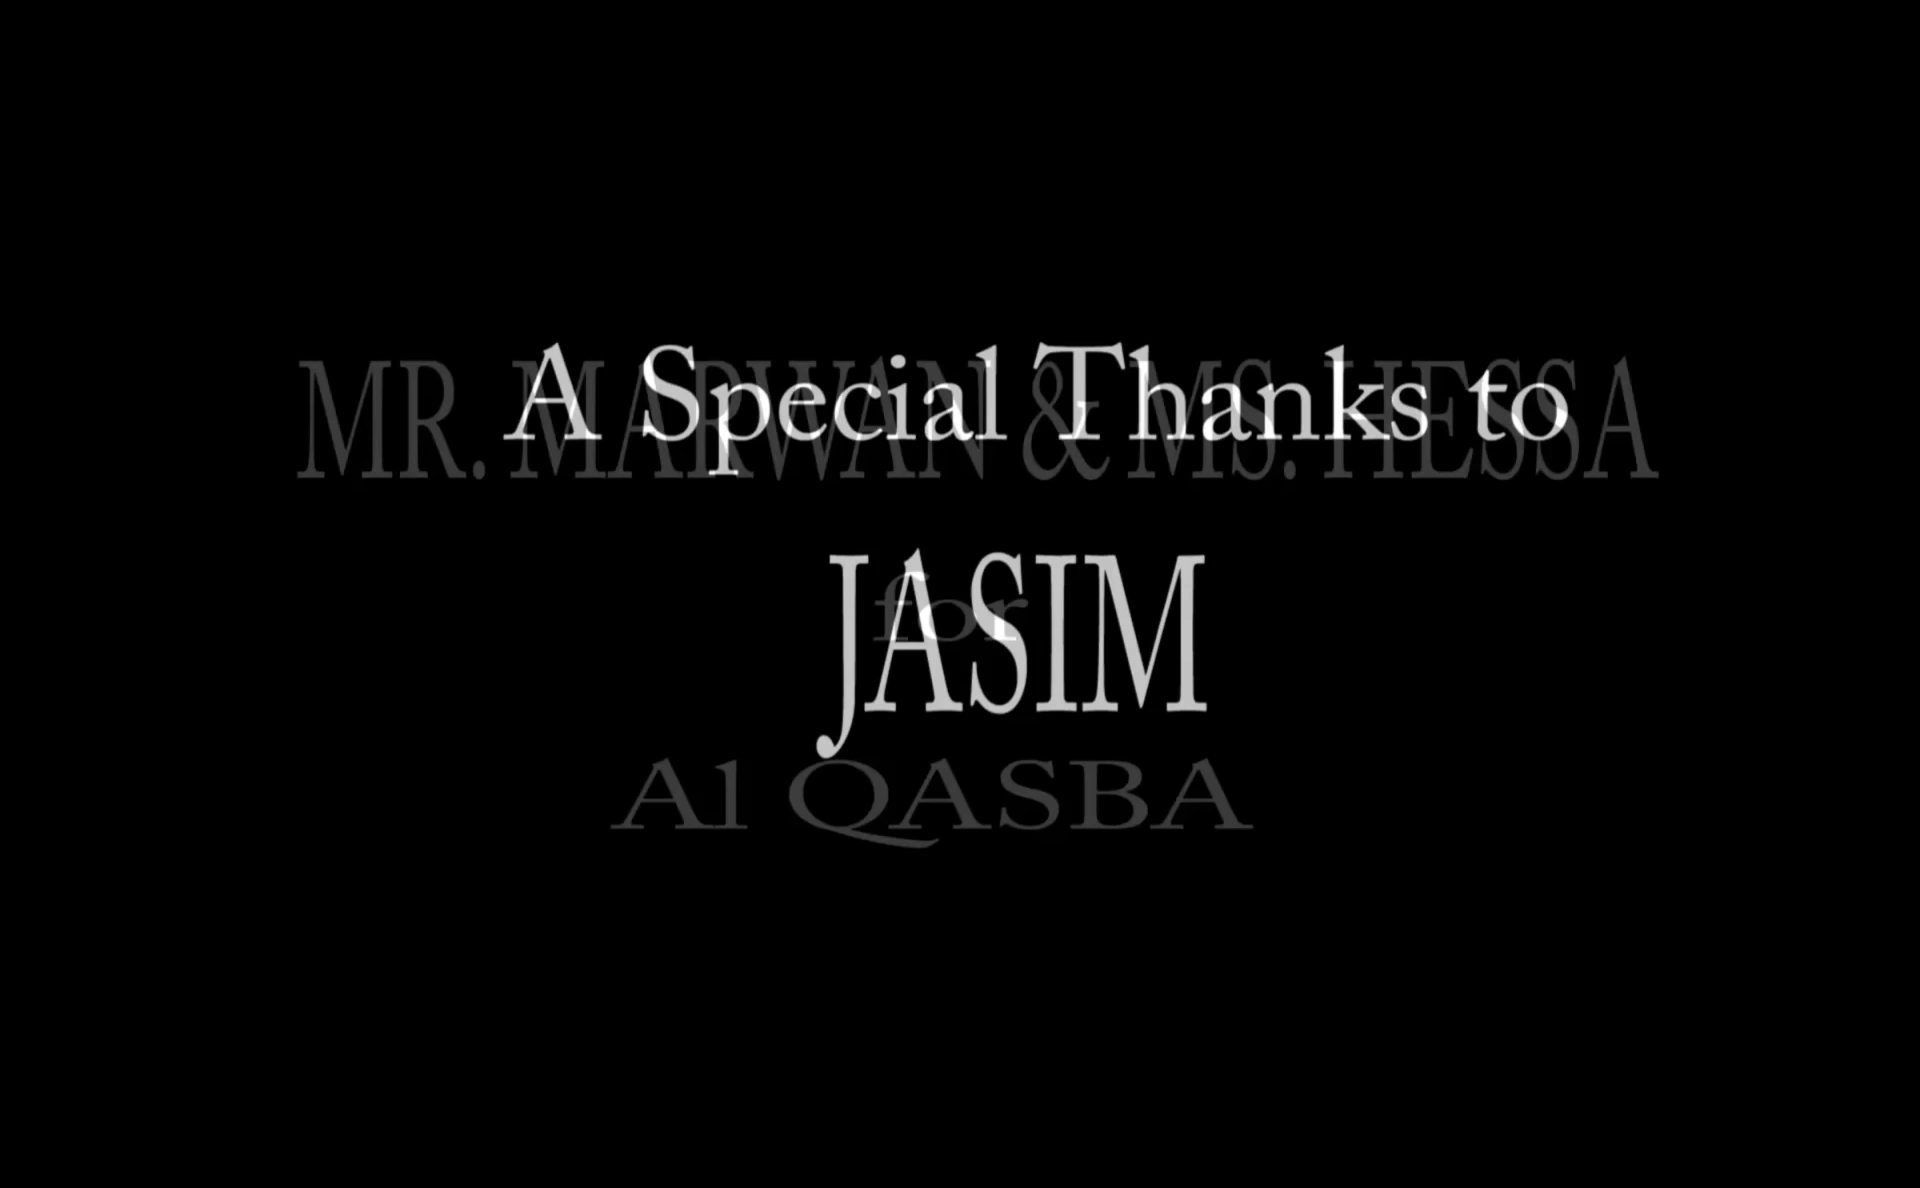 A Special Thanks to
JASIM
MR. MARWAN & MS. HESSA
for
Al QASBA